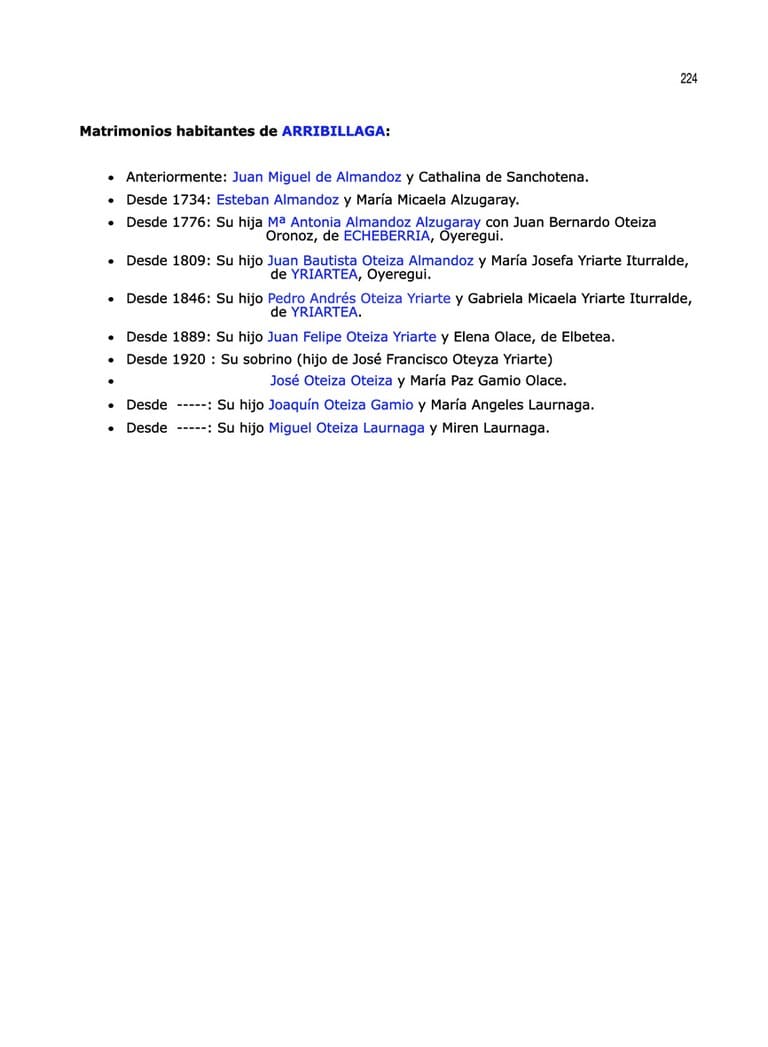 224
Matrimonios habitantes de ARRIBILLAGA:
• Anteriormente: Juan Miguel de Almandoz y Cathalina de Sanchotena.
• Desde 1734: Esteban Almandoz y María Micaela Alzugaray.
• Desde 1776: Su hija Mª Antonia Almandoz Alzugaray con Juan Bernardo Oteiza
Oronoz, de ECHEBERRIA, Oyeregui.
• Desde 1809: Su hijo Juan Bautista Oteiza Almandoz y María Josefa Yriarte Iturralde,
de YRIARTEA, Oyeregui.
• Desde 1846: Su hijo Pedro Andrés Oteiza Yriarte y Gabriela Micaela Yriarte Iturralde,
de YRIARTEA.
• Desde 1889: Su hijo Juan Felipe Oteiza Yriarte y Elena Olace, de Elbetea.
• Desde 1920 : Su sobrino (hijo de José Francisco Oteyza Yriarte)
• José Oteiza Oteiza y María Paz Gamio Olace.
• Desde -----: Su hijo Joaquín Oteiza Gamio y María Angeles Laurnaga.
• Desde -----: Su hijo Miguel Oteiza Laurnaga y Miren Laurnaga.